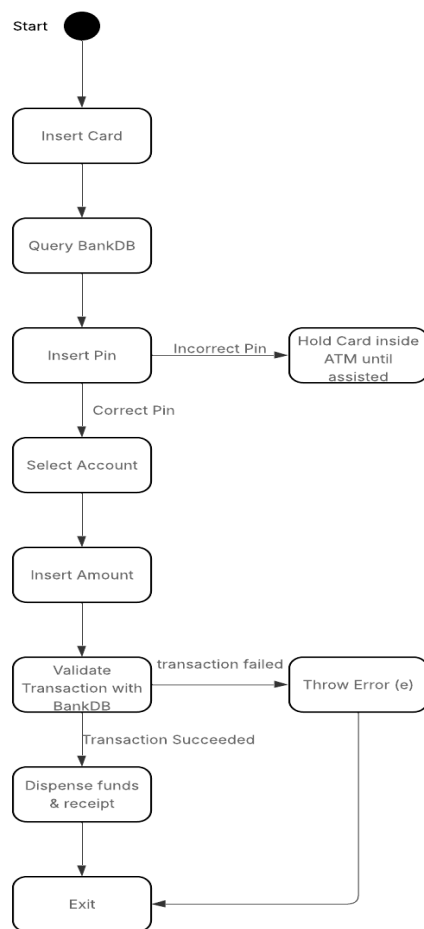 Start
Insert Card
Query BankDB
Insert Pin
Incorrect Pin
Hold Card inside
ATM until
assisted
Correct Pin
Select Account
Insert Amount
Validate
Transaction with
BankDB
transaction failed
Throw Error (e)
Transaction Succeeded
Dispense funds
& receipt
Exit